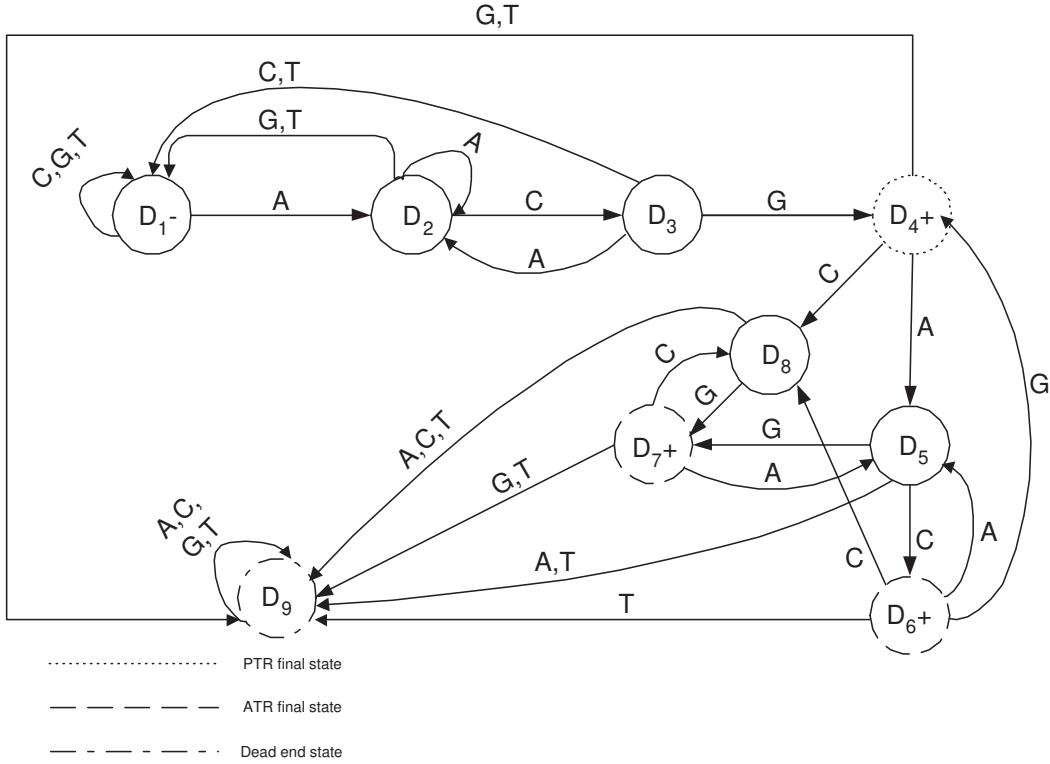 G,T
C,T
G,T
A
C,G,T
A
C
G
D1-
D2
D3
D4+
A
C
A
D8
C
G
G
A,C,T
G
D7+
D5
G,T
A
A,C,
G,T
A,T
C
C
A
D9
T
D6+
PTR final state
ATR final state
Dead end state